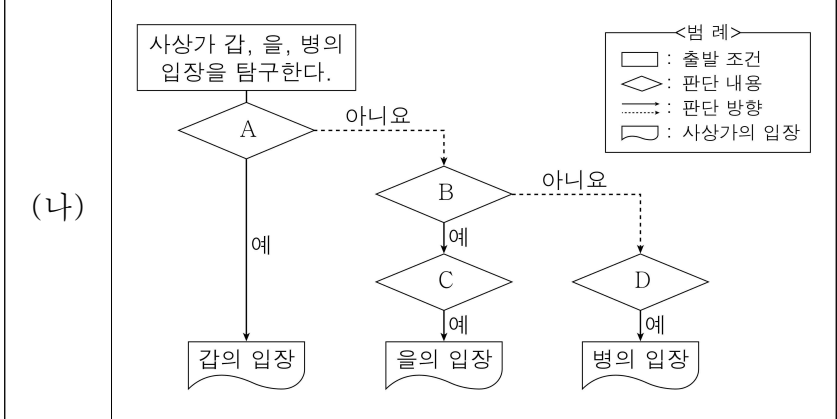 (나)
사상가 갑, 을, 병의
입장을 탐구한다.
<범 례>
: 출발 조건
: 판단 내용
: 판단 방향
: 사상가의 입장
A
아니요
B
아니요
예
예
C
D
예
예
갑의 입장
을의 입장
병의 입장